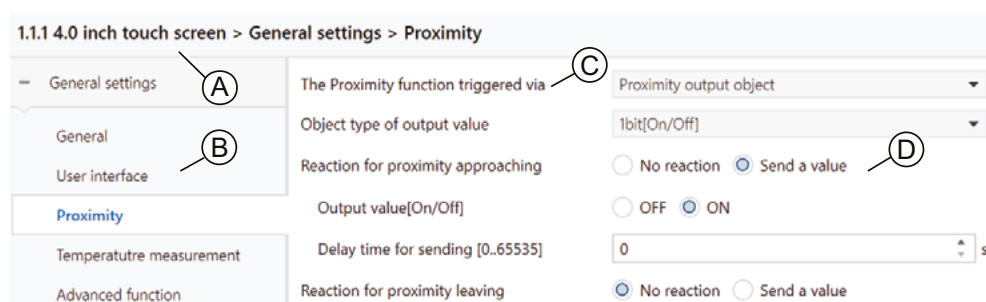 1.1.1 4.0 inch touch screen > General settings > Proximity
A
− General settings
General
B
User interface
Proximity
Temperatutre measurement
Advanced function
The Proximity function triggered via
C
Proximity output object
Object type of output value
1bit[On/Off]
Reaction for proximity approaching
No reaction Send a value
D
Output value[On/Off]
OFF ON
Delay time for sending [0..65535]
0
s
Reaction for proximity leaving
No reaction Send a value